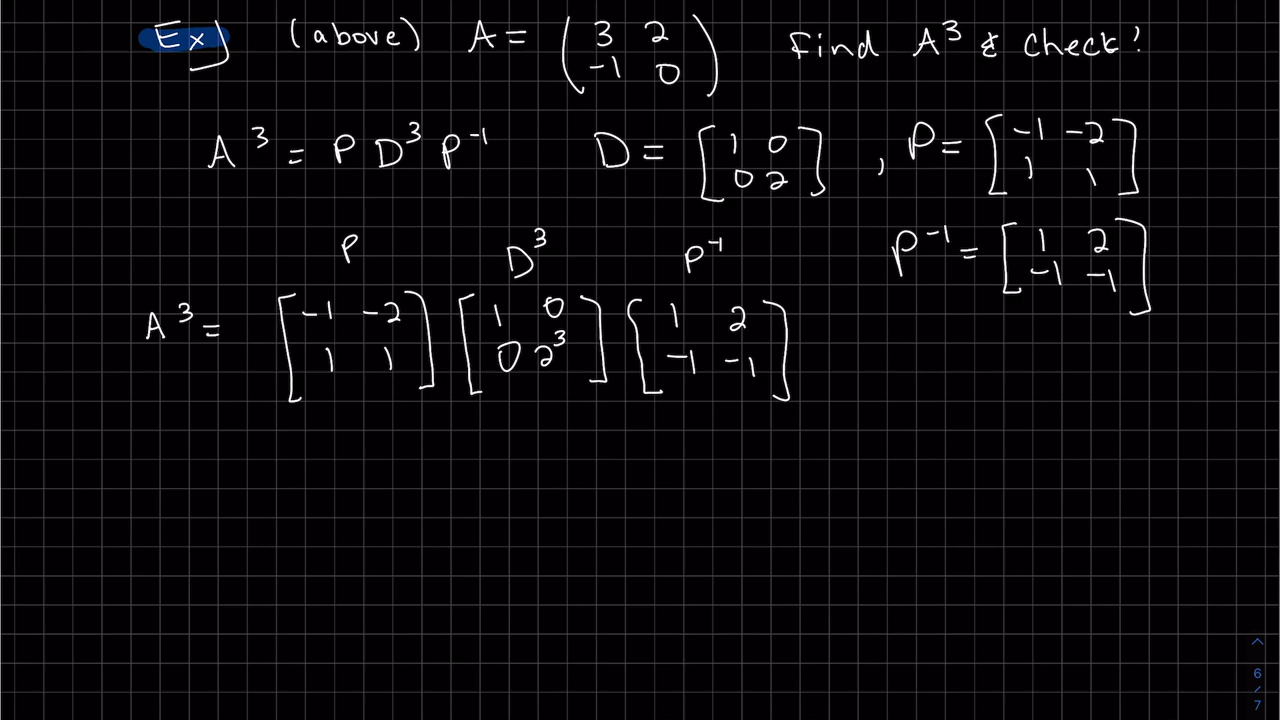 Ex) (above) A = ( 3 2 Find A³ & Check!
-1 0 )
A³ = P D³ P⁻¹ D = [ 1 0 , P = [ -1 -2
0 2 ] 1 1 ]
P D³ P⁻¹ P⁻¹ = [ 1 2
-1 -1 ]
A³ = [ -1 -2 [ 1 0 [ 1 2
1 1 ] 0 2³ ] -1 -1 ]
6
7